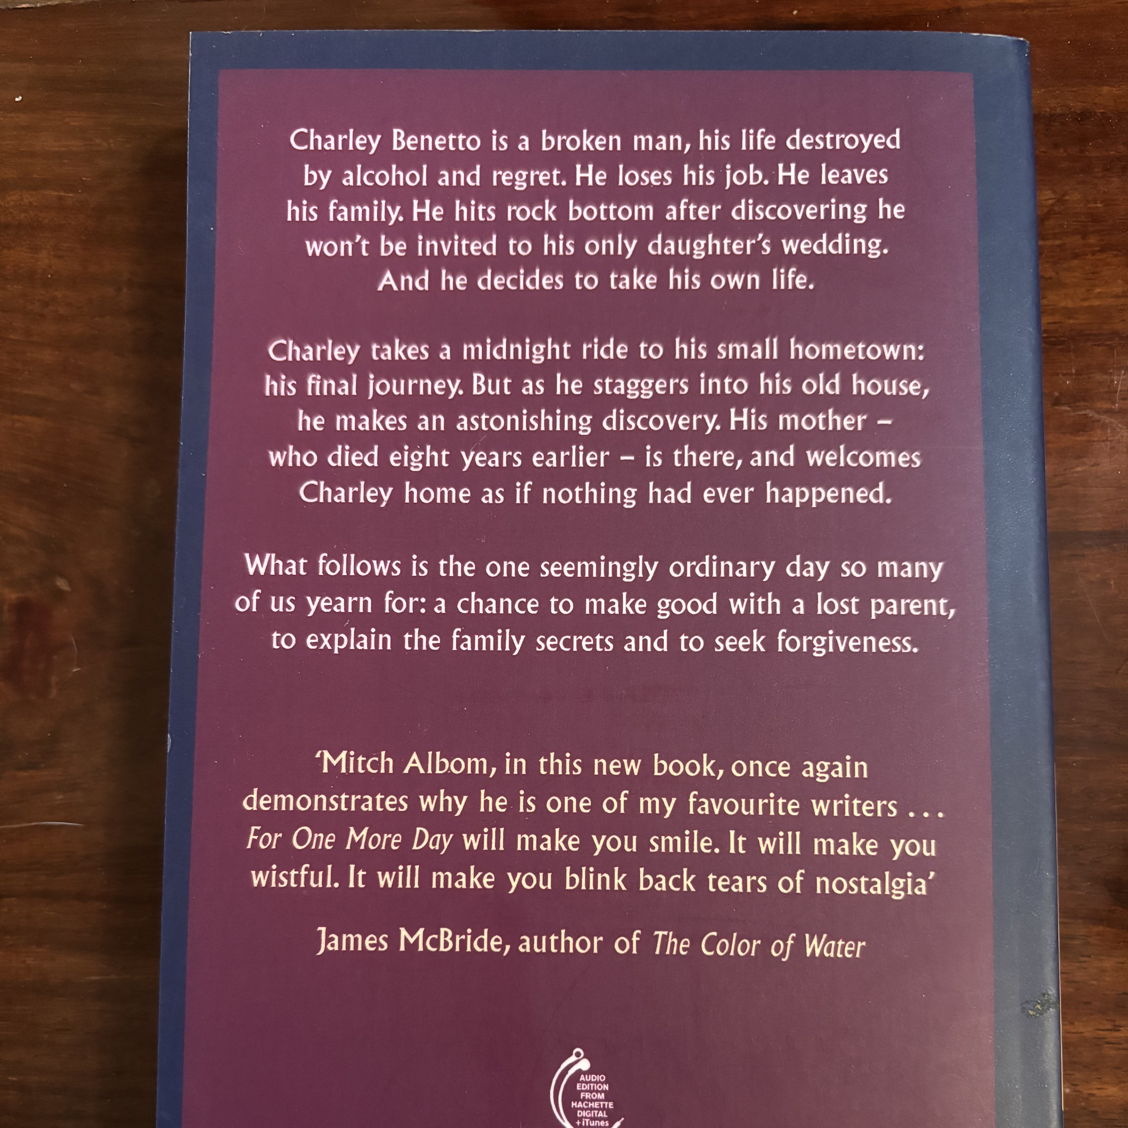 Charley Benetto is a broken man, his life destroyed
by alcohol and regret. He loses his job. He leaves
his family. He hits rock bottom after discovering he
won't be invited to his only daughter's wedding.
And he decides to take his own life.
Charley takes a midnight ride to his small hometown:
his final journey. But as he staggers into his old house,
he makes an astonishing discovery. His mother –
who died eight years earlier – is there, and welcomes
Charley home as if nothing had ever happened.
What follows is the one seemingly ordinary day so many
of us yearn for: a chance to make good with a lost parent,
to explain the family secrets and to seek forgiveness.
'Mitch Albom, in this new book, once again
demonstrates why he is one of my favourite writers . . .
For One More Day will make you smile. It will make you
wistful. It will make you blink back tears of nostalgia'
James McBride, author of The Color of Water
AUDIO
EDITION
FROM
HACHETTE
DIGITAL
+iTunes